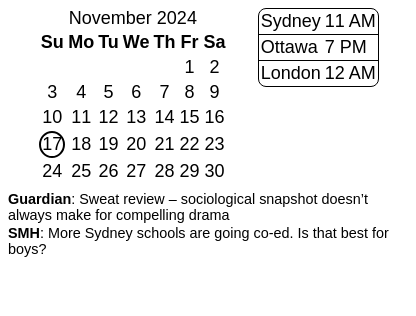 November 2024
Su Mo Tu We Th Fr Sa
1 2
3 4 5 6 7 8 9
10 11 12 13 14 15 16
17 18 19 20 21 22 23
24 25 26 27 28 29 30
Sydney 11 AM
Ottawa 7 PM
London 12 AM
Guardian: Sweat review – sociological snapshot doesn’t
always make for compelling drama
SMH: More Sydney schools are going co-ed. Is that best for
boys?